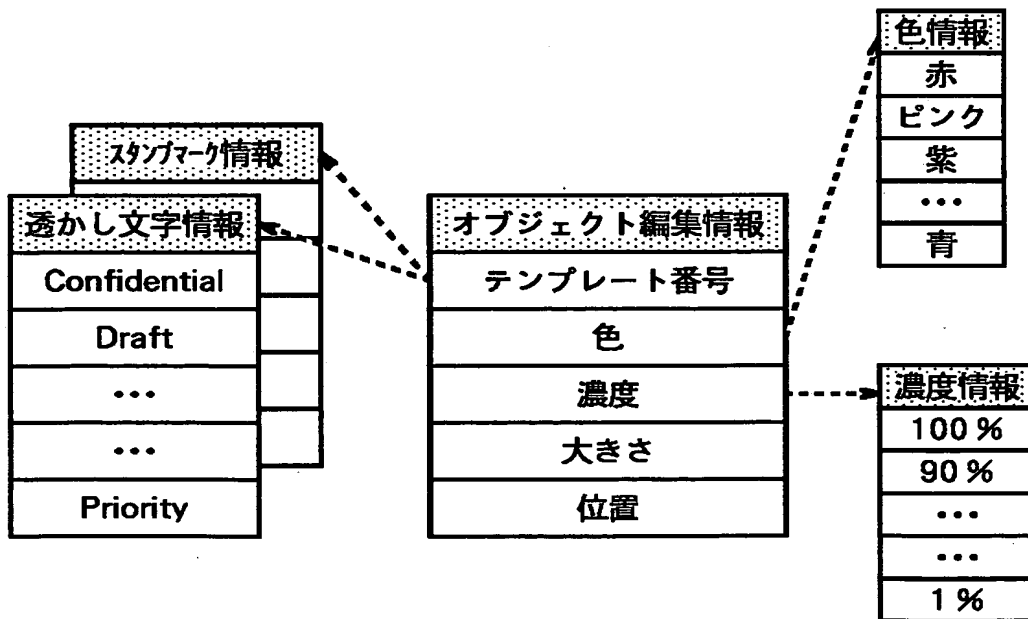 スタンプマーク情報
透かし文字情報
Confidential
Draft
…
…
Priority
オブジェクト編集情報
テンプレート番号
色
濃度
大きさ
位置
色情報
赤
ピンク
紫
…
青
濃度情報
100%
90%
…
…
1%